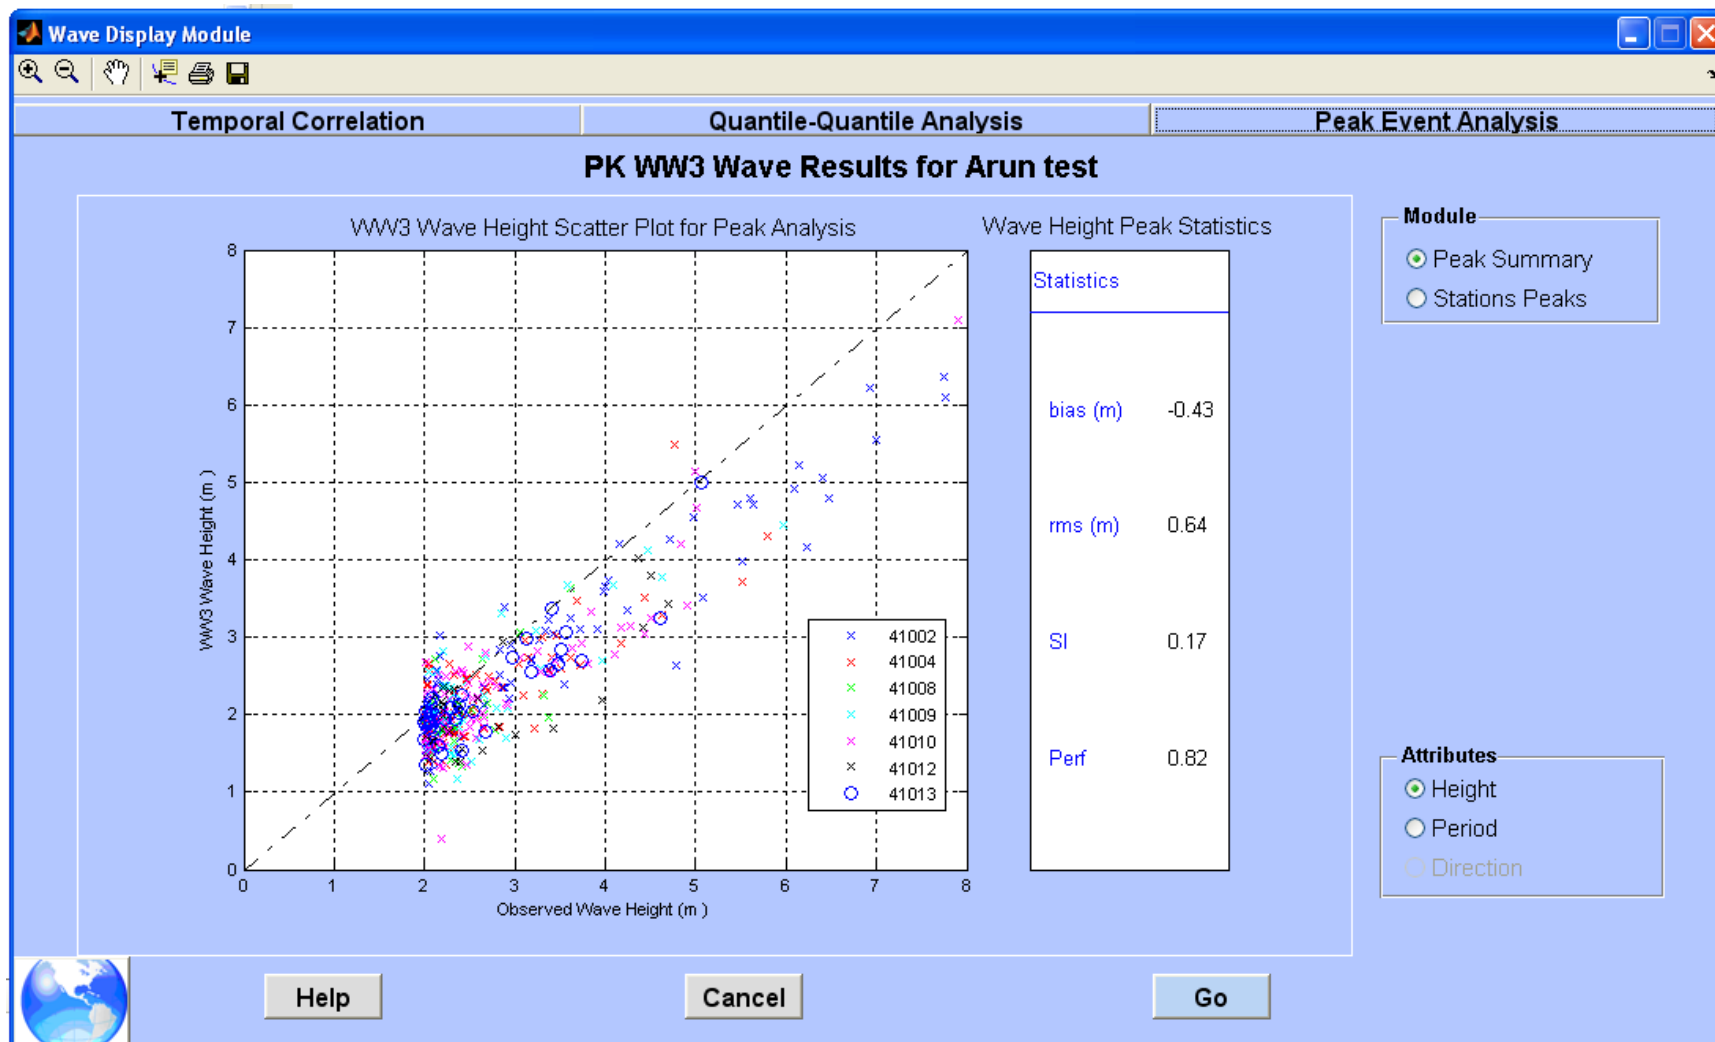 Wave Display Module
Temporal Correlation
Quantile-Quantile Analysis
Peak Event Analysis
PK WW3 Wave Results for Arun test
WW3 Wave Height Scatter Plot for Peak Analysis
WW3 Wave Height (m )
8
7
6
5
4
3
2
1
0
0 1 2 3 4 5 6 7 8
Observed Wave Height (m )
41002
41004
41008
41009
41010
41012
41013
Wave Height Peak Statistics
Statistics
bias (m) -0.43
rms (m) 0.64
SI 0.17
Perf 0.82
Module
Peak Summary
Stations Peaks
Attributes
Height
Period
Direction
Help
Cancel
Go